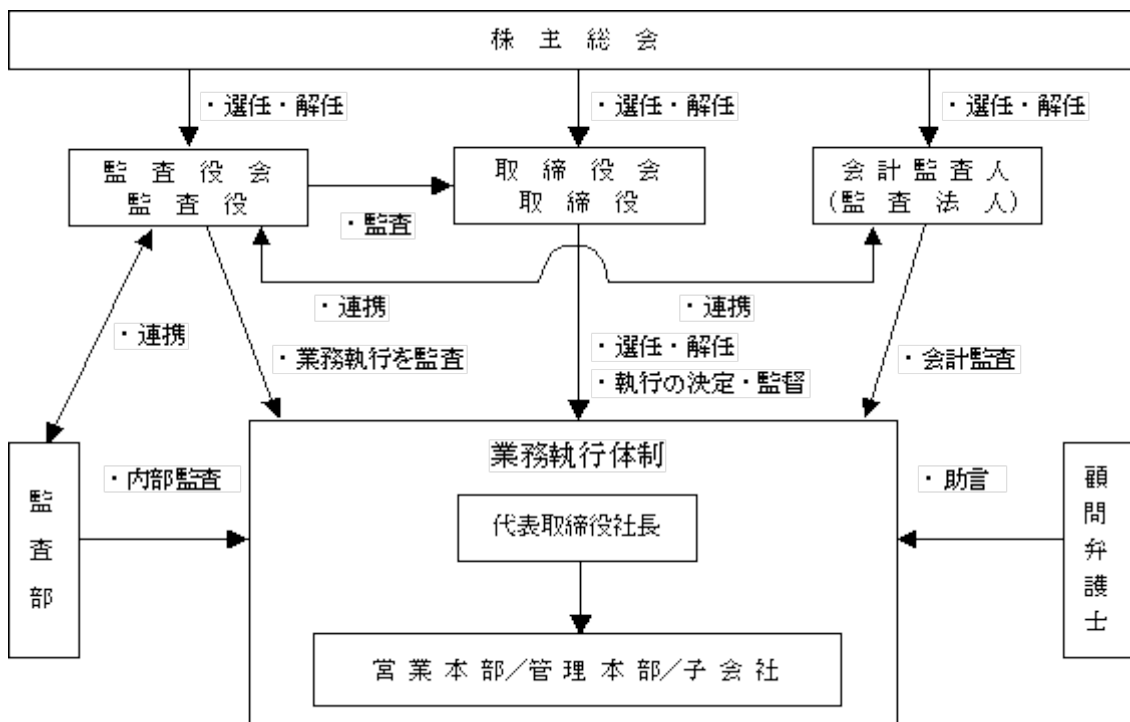 株主総会
・選任・解任
・選任・解任
・選任・解任
監査役会
監査役
取締役会
取締役
会計監査人
(監査法人)
・監査
・連携
・連携
・連携
・業務執行を監査
・選任・解任
・執行の決定・監督
・会計監査
業務執行体制
・内部監査
・助言
監査部
代表取締役社長
顧問弁護士
営業本部/管理本部/子会社